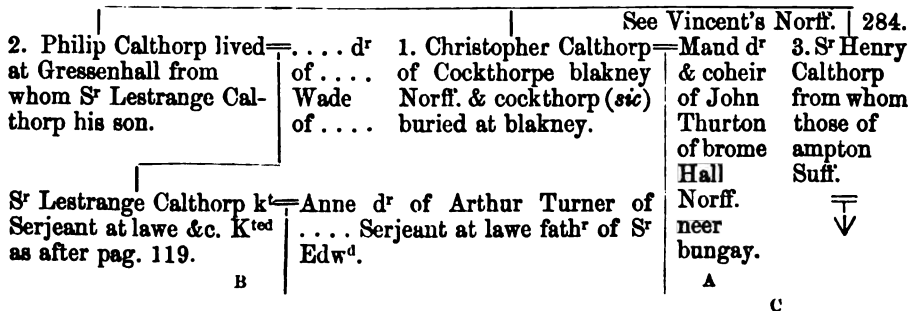 See Vincent's Norff. 284.
2. Philip Calthorp lived
at Gressenhall from
whom Sʳ Lestrange Cal-
thorp his son.
. . . . dʳ
of . . . .
Wade
of . . . .
1. Christopher Calthorp
of Cockthorpe blakney
Norff. & cockthorp (sic)
buried at blakney.
Mand dʳ
& coheir
of John
Thurton
of brome
Hall
Norff.
neer
bungay.
3. Sʳ Henry
Calthorp
from whom
those of
ampton
Suff.
Sʳ Lestrange Calthorp kᵗ
Serjeant at lawe &c. Kᵗᵉᵈ
as after pag. 119.
Anne dʳ of Arthur Turner of
. . . . Serjeant at lawe fathʳ of Sʳ
Edwᵈ.
B
A
C